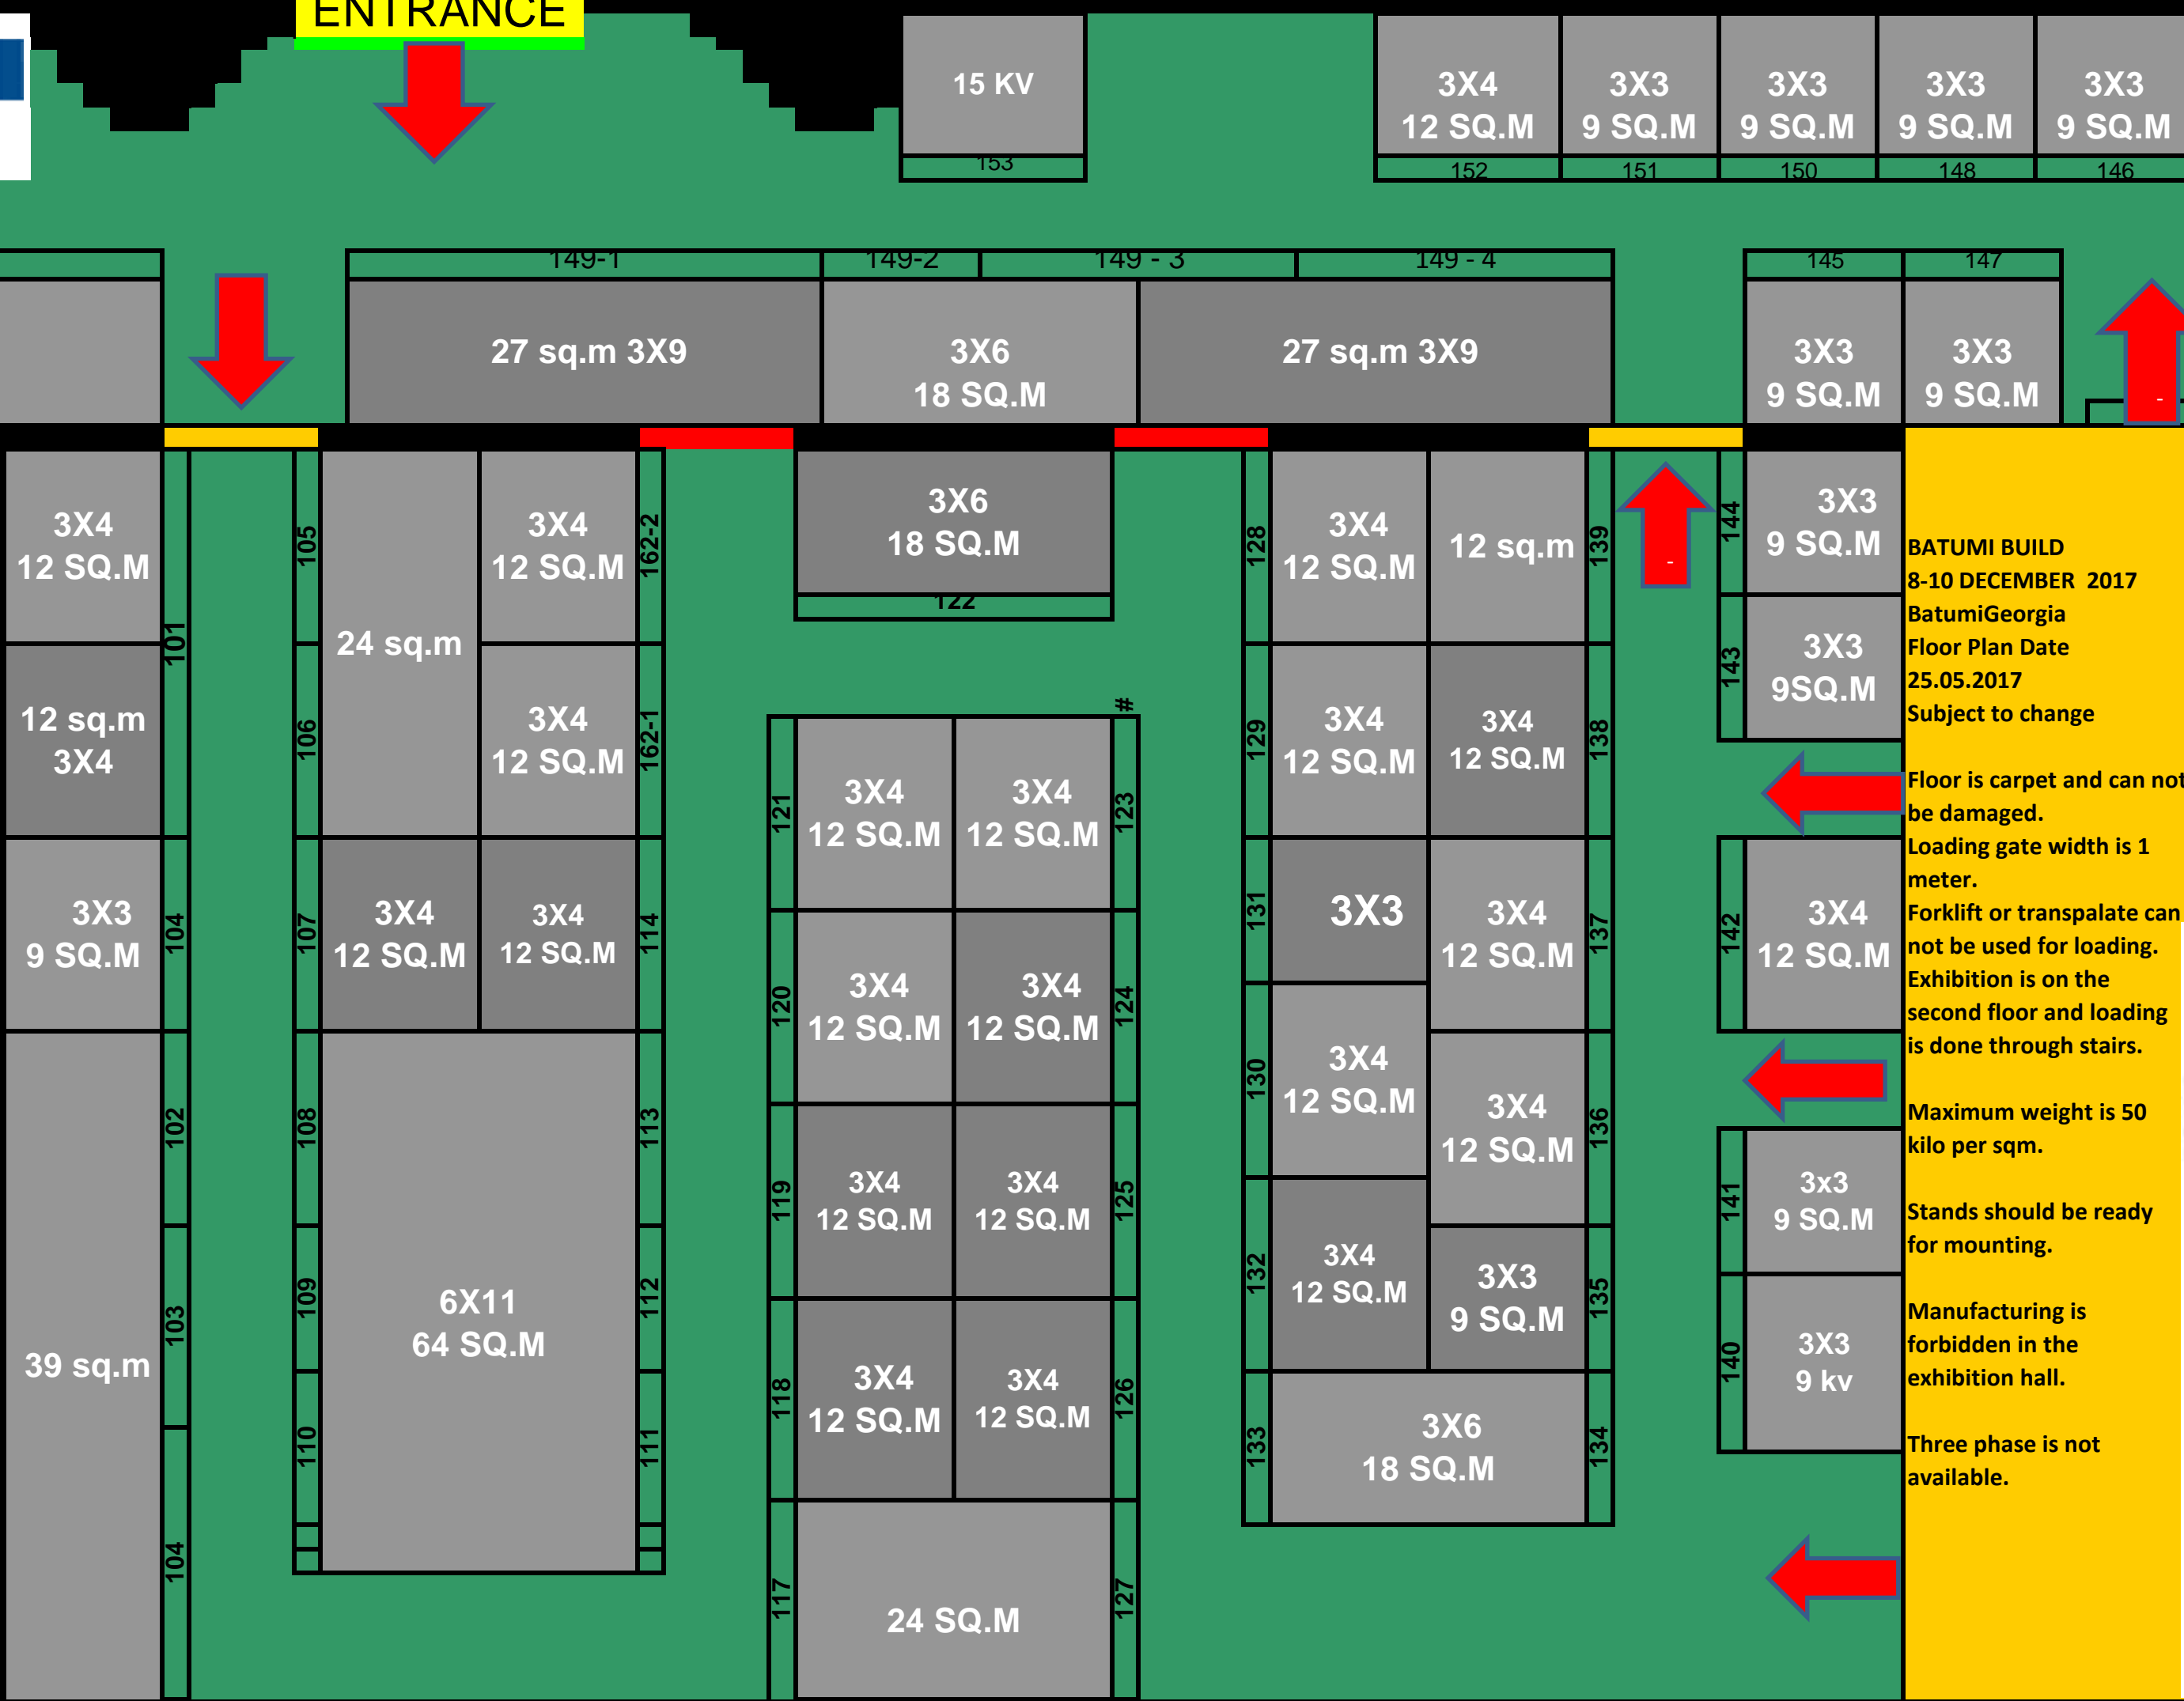 ENTRANCE
15 KV
153
3X4
12 SQ.M
152
3X3
9 SQ.M
151
3X3
9 SQ.M
150
3X3
9 SQ.M
148
3X3
9 SQ.M
146
149-1
149-2
149 - 3
149 - 4
145
147
27 sq.m 3X9
3X6
18 SQ.M
27 sq.m 3X9
3X3
9 SQ.M
3X3
9 SQ.M
-
3X4
12 SQ.M
101
12 sq.m
3X4
3X3
9 SQ.M
104
39 sq.m
102
103
104
105
106
24 sq.m
3X4
12 SQ.M
162-2
3X4
12 SQ.M
162-1
107
3X4
12 SQ.M
3X4
12 SQ.M
114
108
109
110
6X11
64 SQ.M
113
112
111
3X6
18 SQ.M
122
#
121
3X4
12 SQ.M
3X4
12 SQ.M
123
120
3X4
12 SQ.M
3X4
12 SQ.M
124
119
3X4
12 SQ.M
3X4
12 SQ.M
125
118
3X4
12 SQ.M
3X4
12 SQ.M
126
117
24 SQ.M
127
128
3X4
12 SQ.M
12 sq.m
139
-
129
3X4
12 SQ.M
3X4
12 SQ.M
138
131
3X3
3X4
12 SQ.M
137
130
3X4
12 SQ.M
3X4
12 SQ.M
136
132
3X4
12 SQ.M
3X3
9 SQ.M
135
133
3X6
18 SQ.M
134
144
3X3
9 SQ.M
143
3X3
9SQ.M
142
3X4
12 SQ.M
141
3x3
9 SQ.M
140
3X3
9 kv
BATUMI BUILD
8-10 DECEMBER 2017
BatumiGeorgia
Floor Plan Date
25.05.2017
Subject to change
Floor is carpet and can not
be damaged.
Loading gate width is 1
meter.
Forklift or transpalate can
not be used for loading.
Exhibition is on the
second floor and loading
is done through stairs.
Maximum weight is 50
kilo per sqm.
Stands should be ready
for mounting.
Manufacturing is
forbidden in the
exhibition hall.
Three phase is not
available.